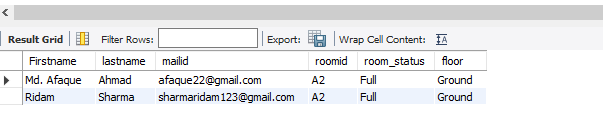 Result Grid Filter Rows: Export: Wrap Cell Content: IA
Firstname lastname mailid roomid room_status floor
Md. Afaque Ahmad afaque22@gmail.com A2 Full Ground
Ridam Sharma sharmaridam123@gmail.com A2 Full Ground